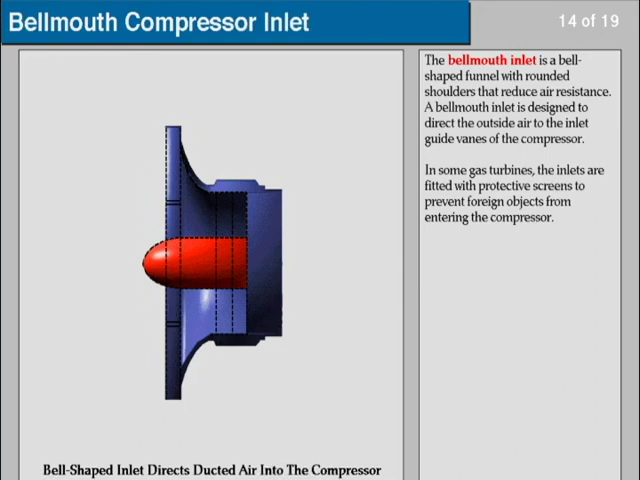 Bellmouth Compressor Inlet
14 of 19
The bellmouth inlet is a bell-
shaped funnel with rounded
shoulders that reduce air resistance.
A bellmouth inlet is designed to
direct the outside air to the inlet
guide vanes of the compressor.
In some gas turbines, the inlets are
fitted with protective screens to
prevent foreign objects from
entering the compressor.
Bell-Shaped Inlet Directs Ducted Air Into The Compressor